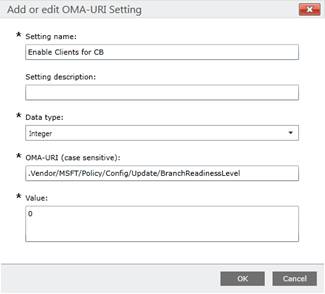 Add or edit OMA-URI Setting
* Setting name:
Enable Clients for CB
Setting description:
* Data type:
Integer
* OMA-URI (case sensitive):
.Vendor/MSFT/Policy/Config/Update/BranchReadinessLevel
* Value:
0
OK Cancel